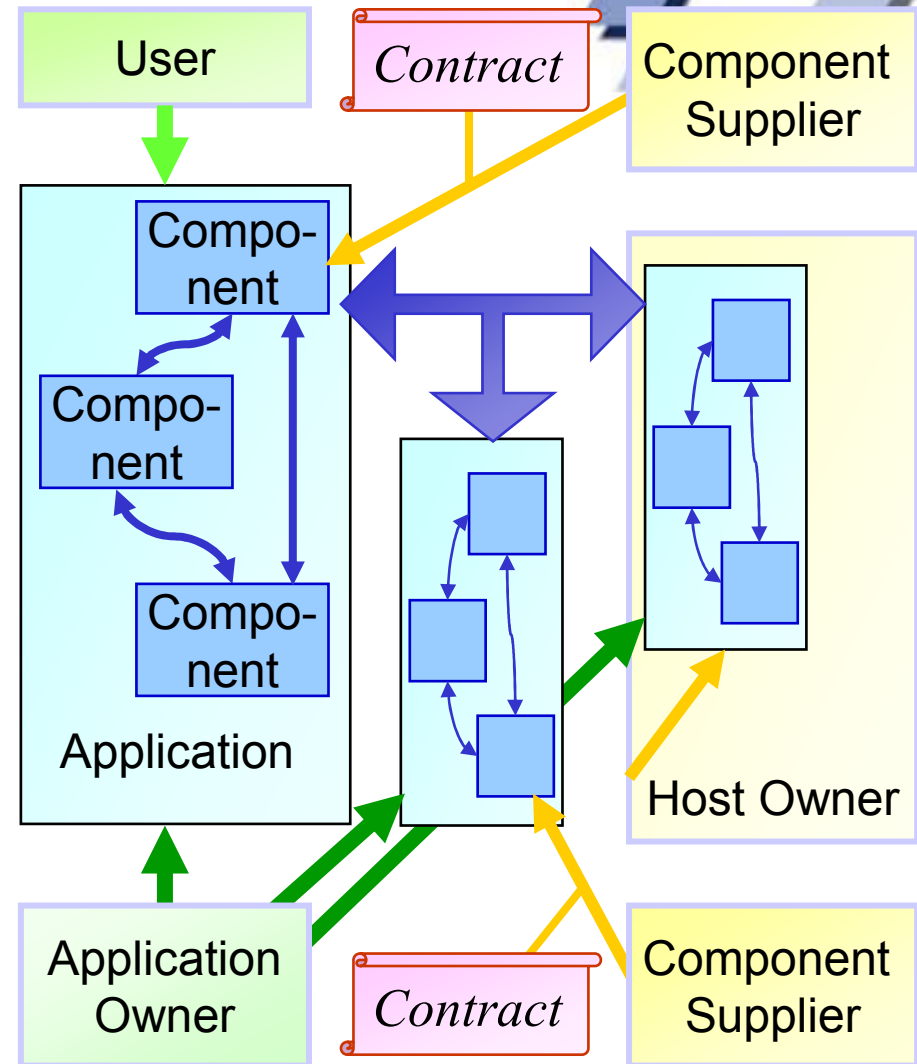 User
Contract
Component
Supplier
Compo-
nent
Compo-
nent
Compo-
nent
Application
Host Owner
Application
Owner
Contract
Component
Supplier